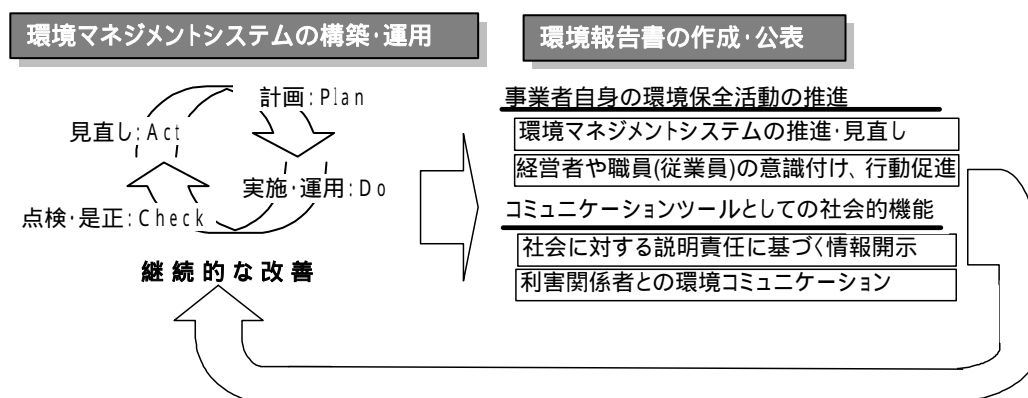 環境マネジメントシステムの構築･運用
環境報告書の作成･公表
計画:Plan
見直し:Act
実施･運用:Do
点検･是正:Check
継続的な改善
事業者自身の環境保全活動の推進
環境マネジメントシステムの推進･見直し
経営者や職員(従業員)の意識付け､行動促進
コミュニケーションツールとしての社会的機能
社会に対する説明責任に基づく情報開示
利害関係者との環境コミュニケーション